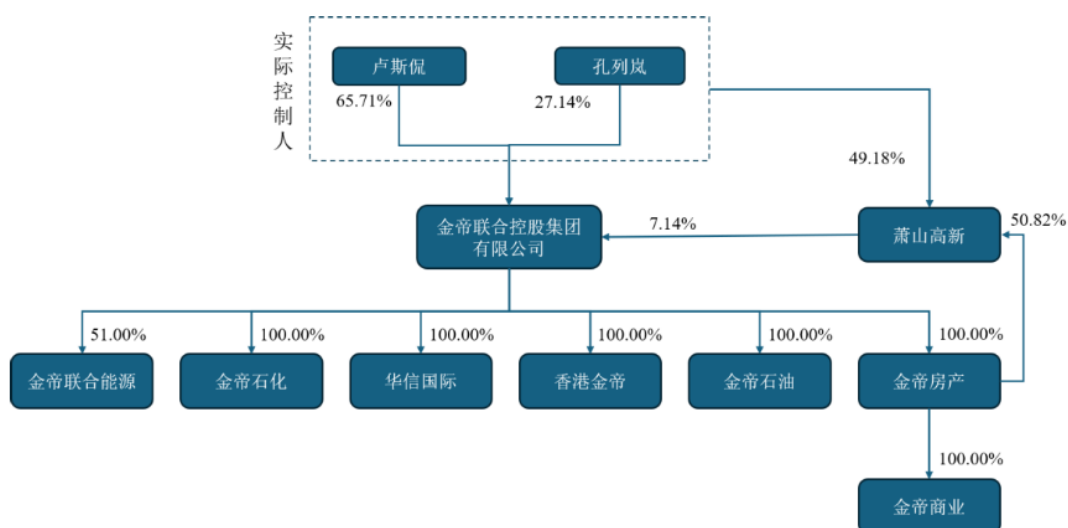 实际控制人
卢斯侃
孔列岚
65.71%
27.14%
49.18%
金帝联合控股集团
有限公司
7.14%
萧山高新
50.82%
51.00%
100.00%
100.00%
100.00%
100.00%
100.00%
金帝联合能源
金帝石化
华信国际
香港金帝
金帝石油
金帝房产
100.00%
金帝商业